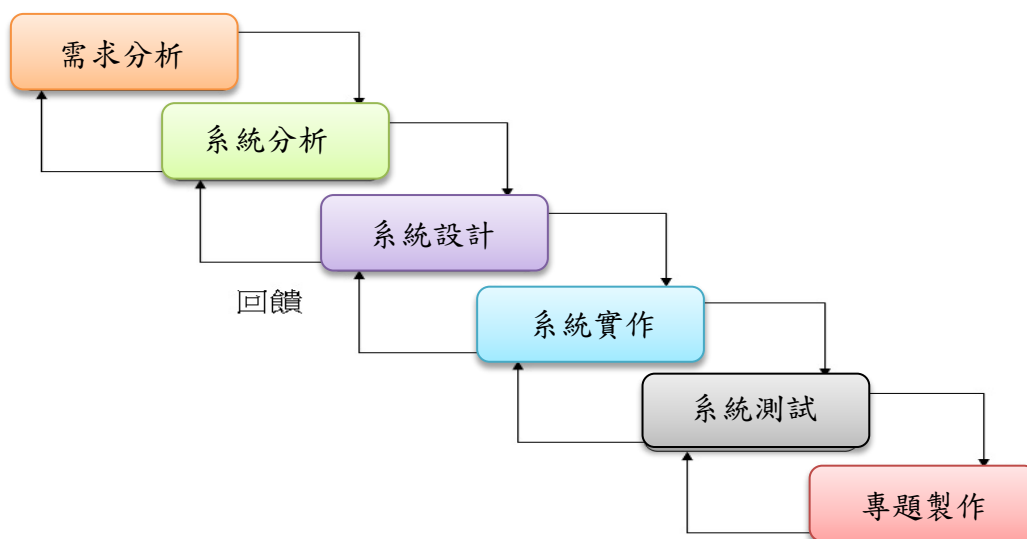 需求分析
系統分析
系統設計
回饋
系統實作
系統測試
專題製作